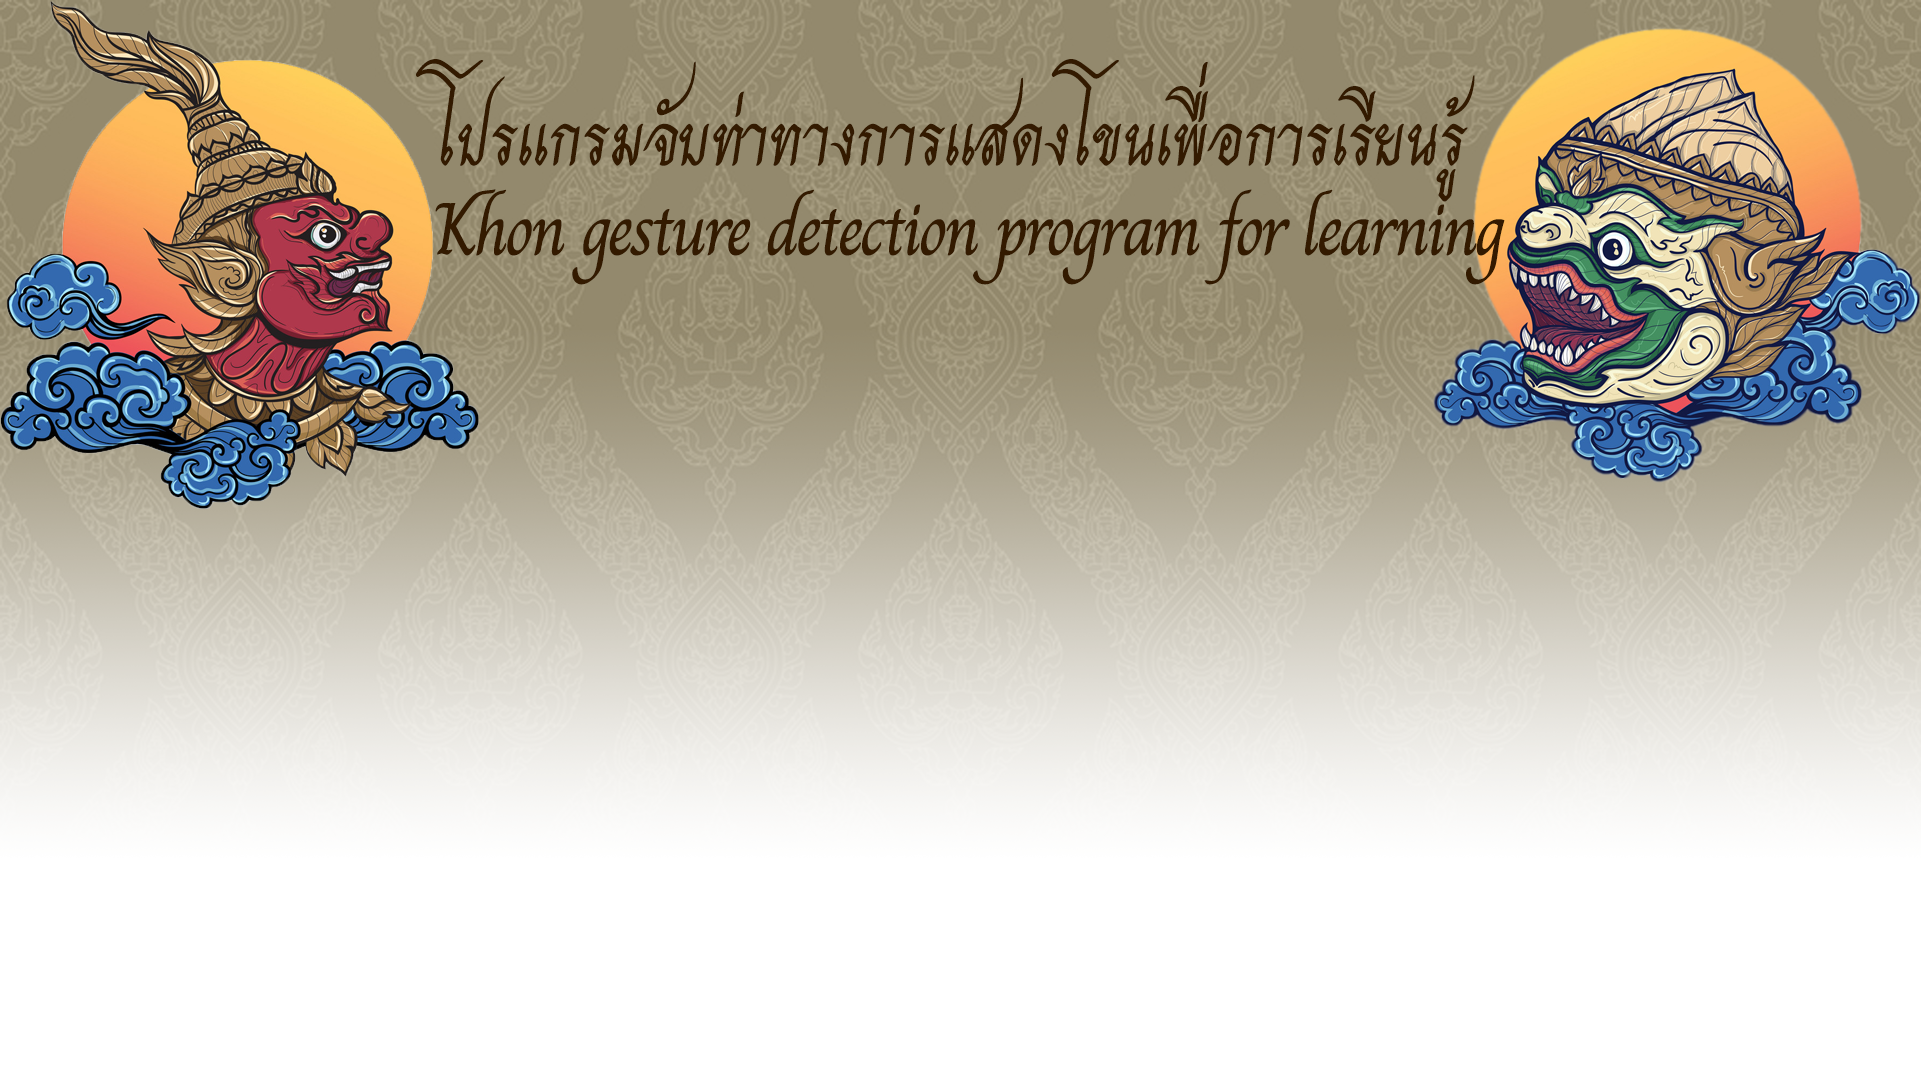 โปรแกรมจับท่าทางการแสดงโขนเพื่อการเรียนรู้
Khon gesture detection program for learning